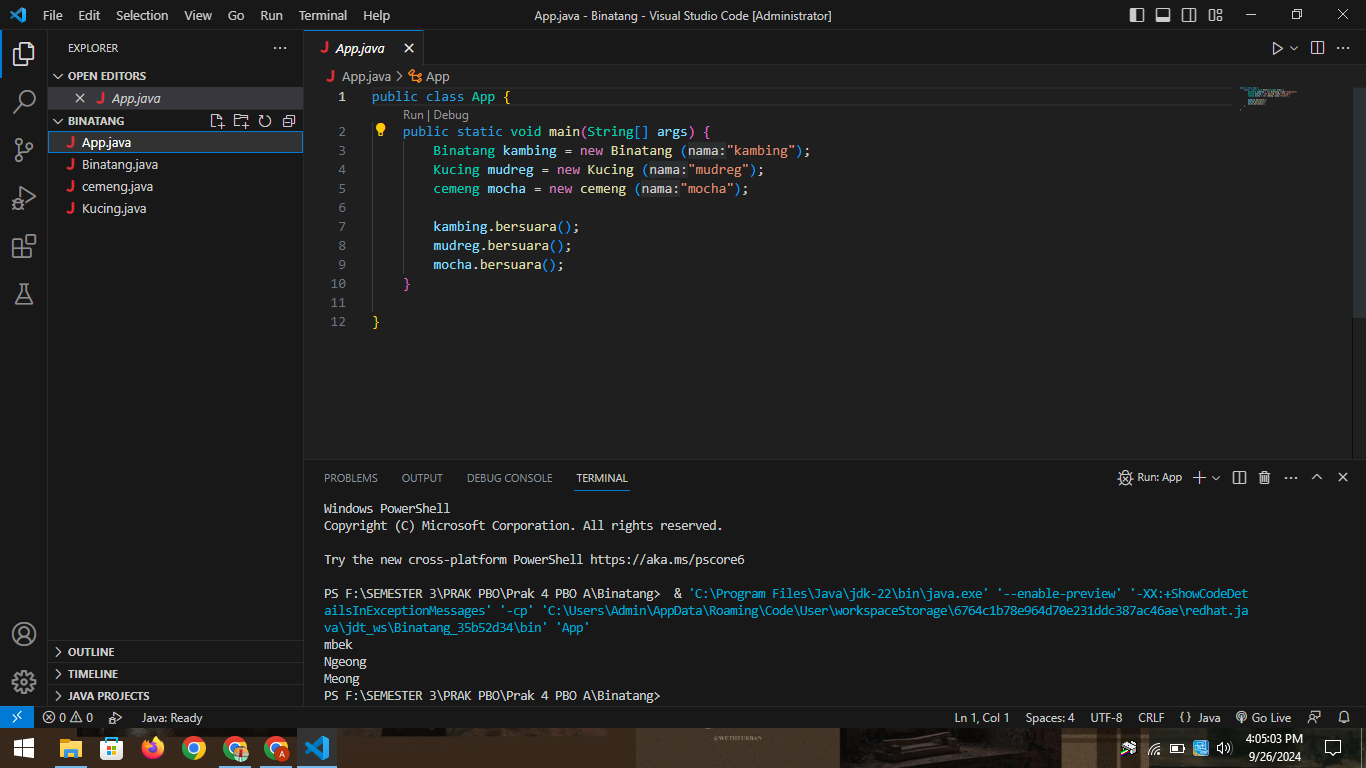 File Edit Selection View Go Run Terminal Help App.java - Binatang - Visual Studio Code [Administrator]
EXPLORER
OPEN EDITORS
App.java
BINATANG
App.java
Binatang.java
cemeng.java
Kucing.java
OUTLINE
TIMELINE
JAVA PROJECTS
App.java
App.java > App
1 public class App {
Run | Debug
2 public static void main(String[] args) {
3 Binatang kambing = new Binatang (nama:"kambing");
4 Kucing mudreg = new Kucing (nama:"mudreg");
5 cemeng mocha = new cemeng (nama:"mocha");
6
7 kambing.bersuara();
8 mudreg.bersuara();
9 mocha.bersuara();
10 }
11
12 }
PROBLEMS OUTPUT DEBUG CONSOLE TERMINAL Run: App
Windows PowerShell
Copyright (C) Microsoft Corporation. All rights reserved.
Try the new cross-platform PowerShell https://aka.ms/pscore6
PS F:\SEMESTER 3\PRAK PBO\Prak 4 PBO A\Binatang> & 'C:\Program Files\Java\jdk-22\bin\java.exe' '--enable-preview' '-XX:+ShowCodeDet
ailsInExceptionMessages' '-cp' 'C:\Users\Admin\AppData\Roaming\Code\User\workspaceStorage\6764c1b78e964d70e231ddc387ac46ae\redhat.ja
va\jdt_ws\Binatang_35b52d34\bin' 'App'
mbek
Ngeong
Meong
PS F:\SEMESTER 3\PRAK PBO\Prak 4 PBO A\Binatang>
0 0 Java: Ready Ln 1, Col 1 Spaces: 4 UTF-8 CRLF {} Java Go Live
4:05:03 PM
9/26/2024